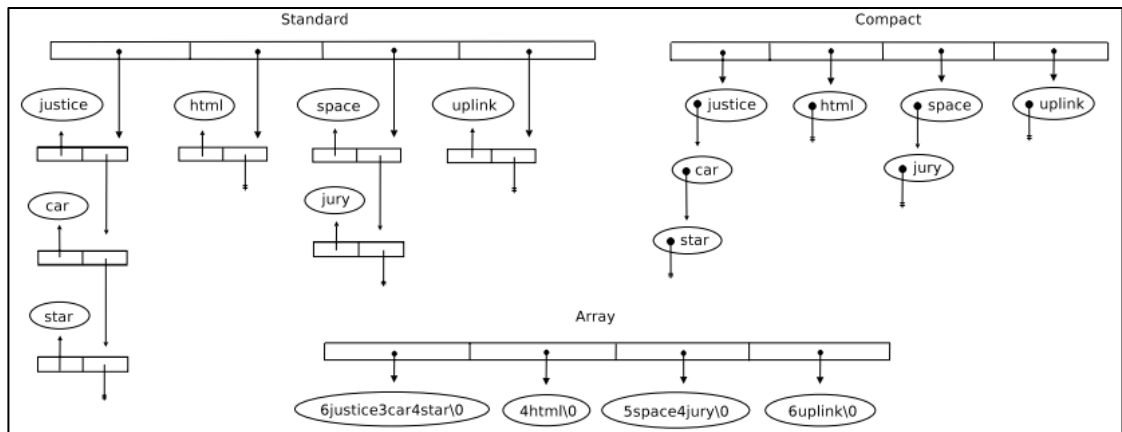 Standard
Compact
justice
html
space
uplink
car
jury
star
justice
html
space
uplink
car
jury
star
Array
6justice3car4star\0
4html\0
5space4jury\0
6uplink\0